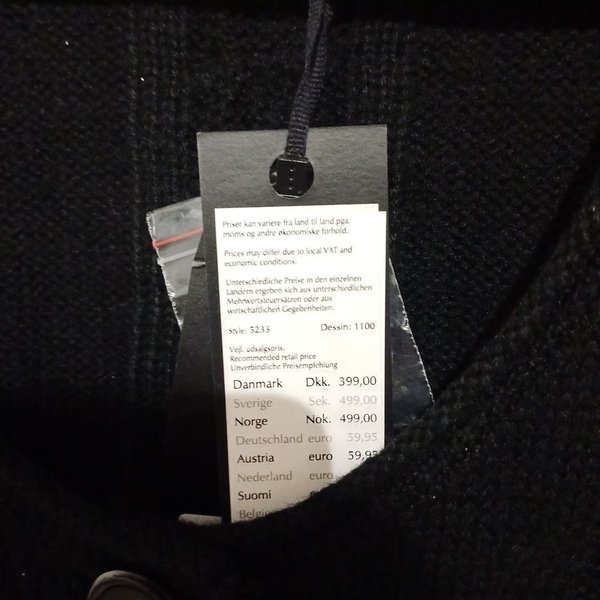 Priser kan variere fra land til land pga.
moms og andre økonomiske forhold.
Prices may differ due to local VAT and
economic conditions.
Unterschiedliche Preise in den einzelnen
Ländern ergeben sich aus unterschiedlichen
Mehrwertsteuersätzen oder aus
wirtschaftlichen Gegebenheiten.
Style: 5233 Dessin: 1100
Vejl. udsalgspris.
Recommended retail price
Unverbindliche Preisempfehlung
Danmark Dkk. 399,00
Sverige Sek. 499,00
Norge Nok. 499,00
Deutschland euro 59,95
Austria euro 59,95
Nederland euro
Suomi